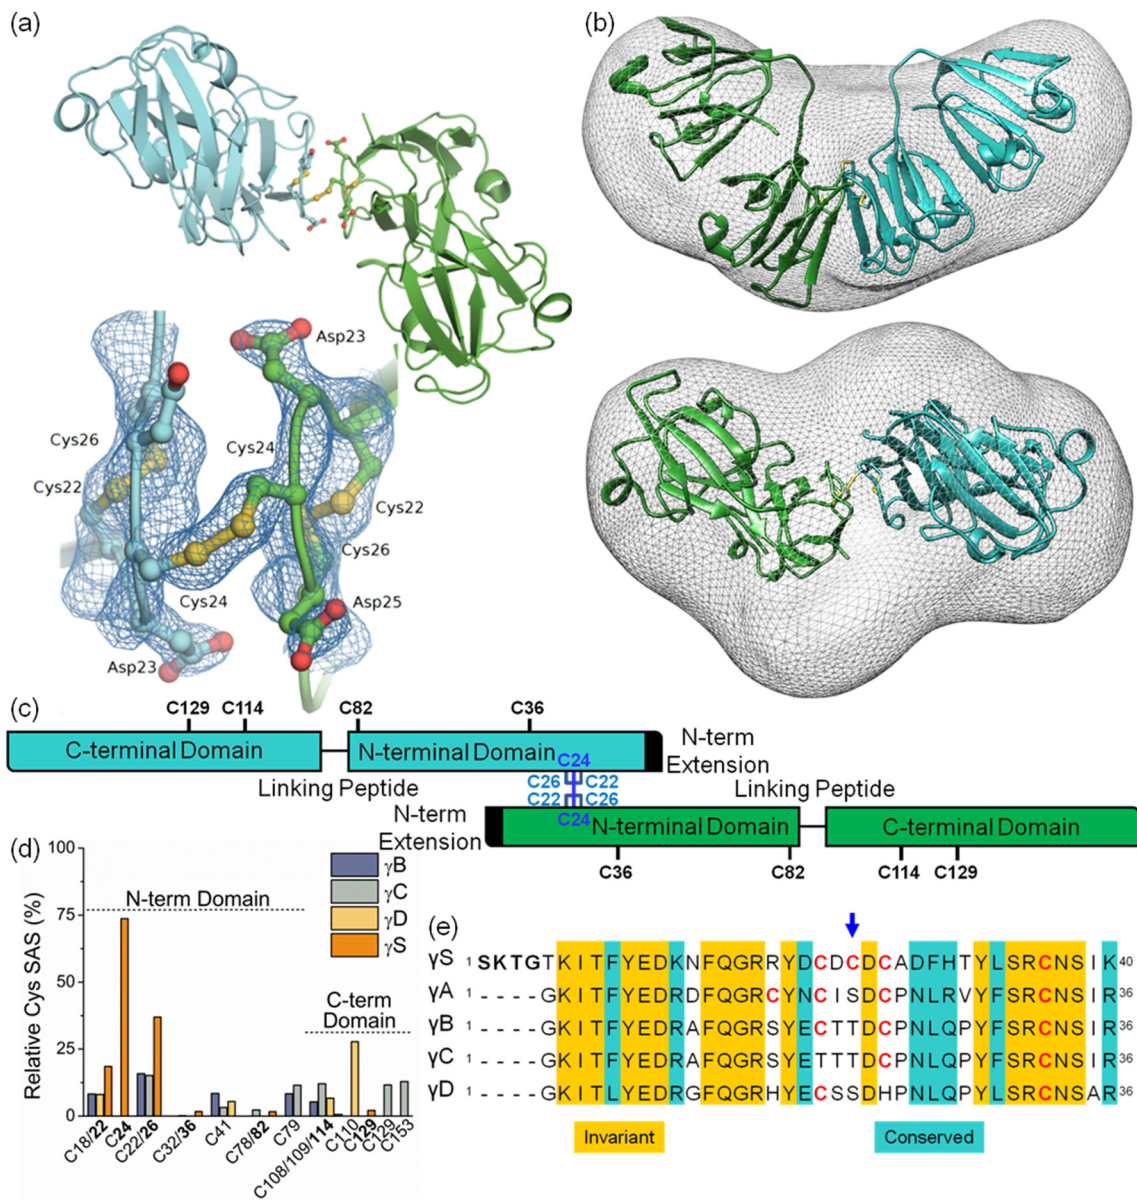 (a)
(b)
Asp23
Cys26
Cys24
Cys22
Cys22
Cys26
Cys24
Asp25
Asp23
(c)
C129 C114 C82 C36
C-terminal Domain N-terminal Domain N-term
Extension
C24
C26 C22
Linking Peptide Linking Peptide
C22 C26
N-term
Extension
C24
N-terminal Domain C-terminal Domain
C36 C82 C114 C129
(d)
Relative Cys SAS (%)
100
75
50
25
0
N-term Domain
C-term
Domain
γB
γC
γD
γS
C18/22
C24
C22/26
C32/36
C41
C78/82
C79
C108/109/114
C110
C129
C129
C153
(e)
γS 1 SKTGTKITFYEDKNFQGRRYDCDCDCADFHTYLSRCNSIK 40
γA 1 ----GKITFYEDRDFQGRCYNCISDCPNLRVYFSRCNSIR 36
γB 1 ----GKITFYEDRAFQGRSYECTTDCPNLQPYFSRCNSIR 36
γC 1 ----GKITFYEDRAFQGRSYETTTDCPNLQPYFSRCNSIR 36
γD 1 ----GKITLYEDRGFQGRHYECSSDHPNLQPYLSRCNSAR 36
Invariant Conserved